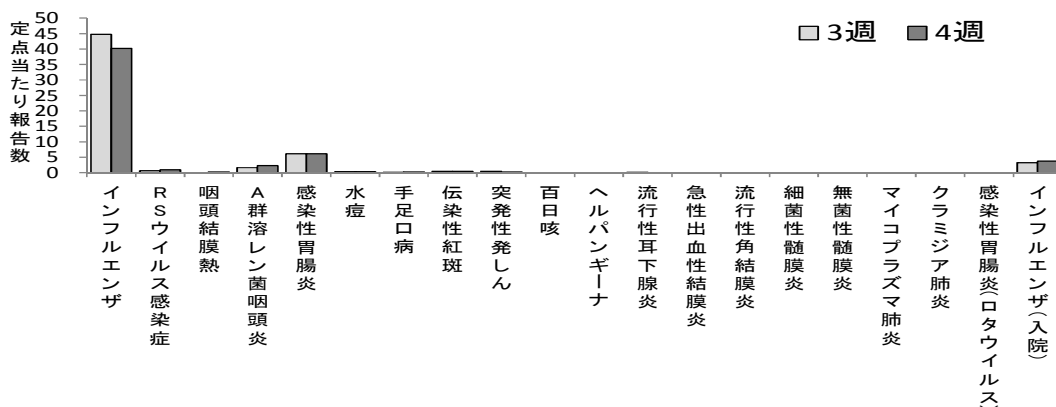 定点当たり報告数
50
45
40
35
30
25
20
15
10
5
0
3週
4週
インフルエンザ
RSウイルス感染症
咽頭結膜熱
A群溶レン菌咽頭炎
感染性胃腸炎
水痘
手足口病
伝染性紅斑
突発性発しん
百日咳
ヘルパンギーナ
流行性耳下腺炎
急性出血性結膜炎
流行性角結膜炎
細菌性髄膜炎
無菌性髄膜炎
マイコプラズマ肺炎
クラミジア肺炎
感染性胃腸炎(ロタウイルス)
インフルエンザ(入院)